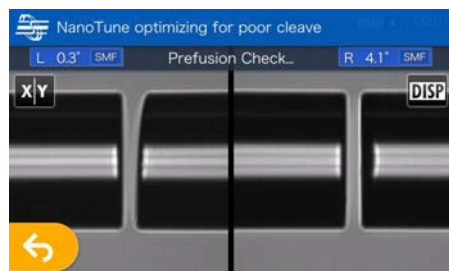 NanoTune optimizing for poor cleave
L 0.3° SMF Prefusion Check... R 4.1° SMF
X|Y DISP